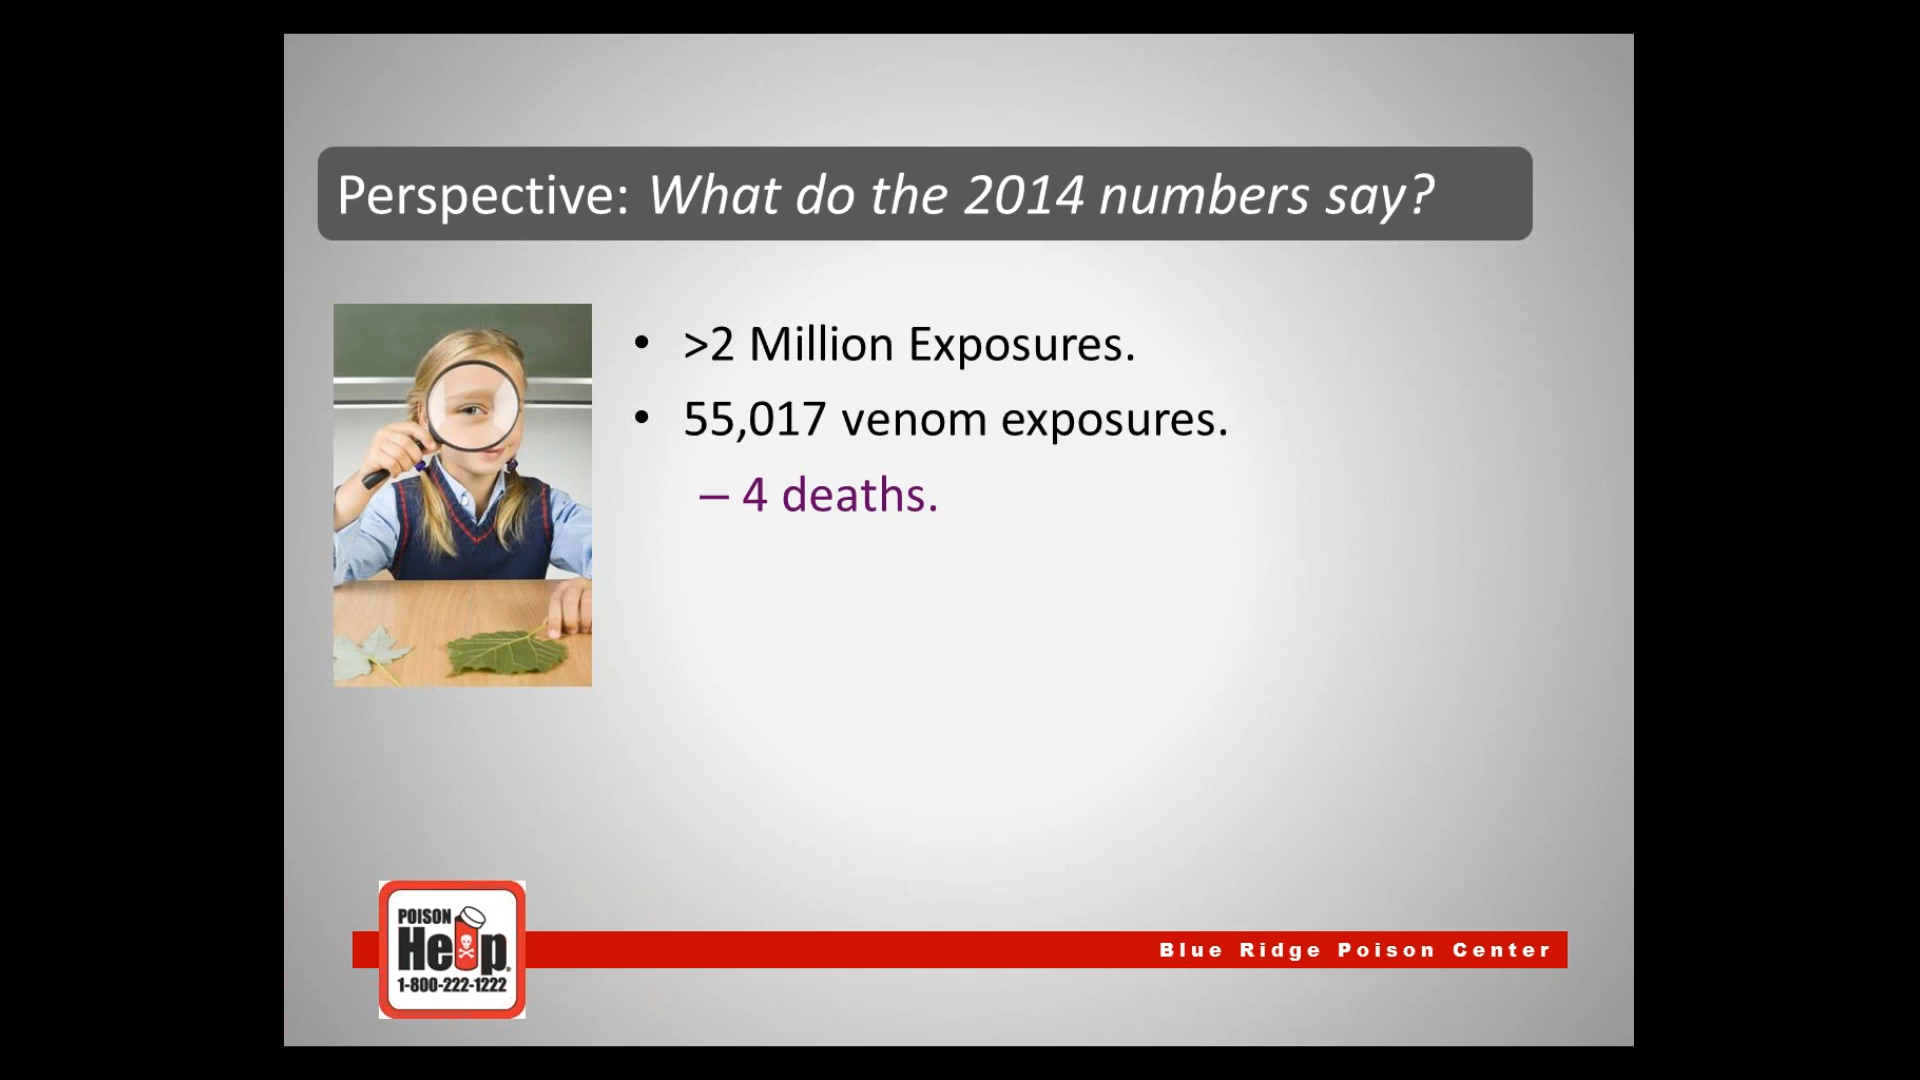 Perspective: What do the 2014 numbers say?
• >2 Million Exposures.
• 55,017 venom exposures.
– 4 deaths.
POISON
Help®
1-800-222-1222
Blue Ridge Poison Center